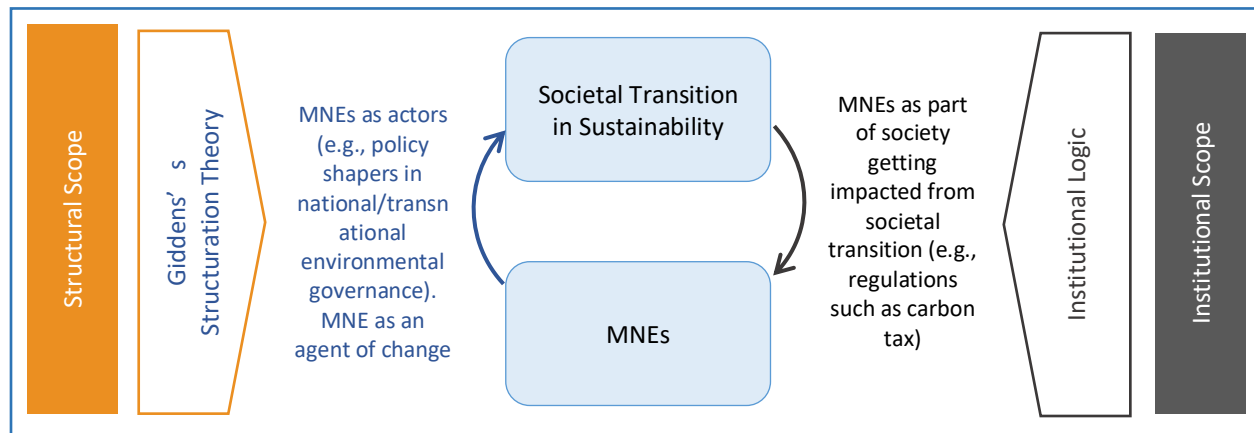 Structural Scope
Giddens’ s
Structuration Theory
MNEs as actors
(e.g., policy
shapers in
national/transn
ational
environmental
governance).
MNE as an
agent of change
Societal Transition
in Sustainability
MNEs
MNEs as part
of society
getting
impacted from
societal
transition (e.g.,
regulations
such as carbon
tax)
Institutional Logic
Institutional Scope